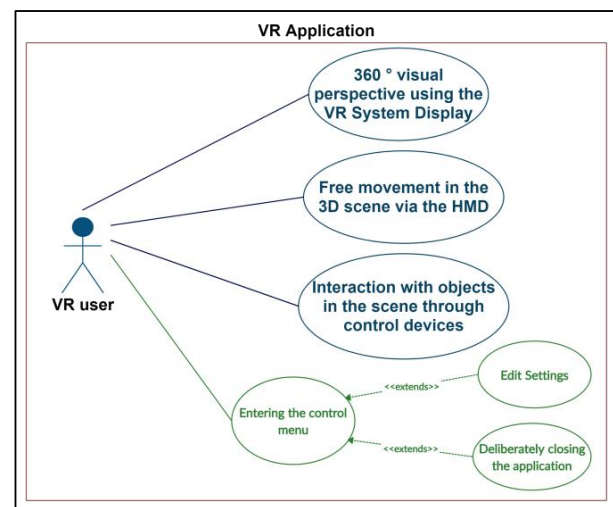 VR Application
360 ° visual
perspective using the
VR System Display
Free movement in the
3D scene via the HMD
VR user
Interaction with objects
in the scene through
control devices
Edit Settings
<<extends>>
Entering the control
menu
<<extends>>
Deliberately closing
the application